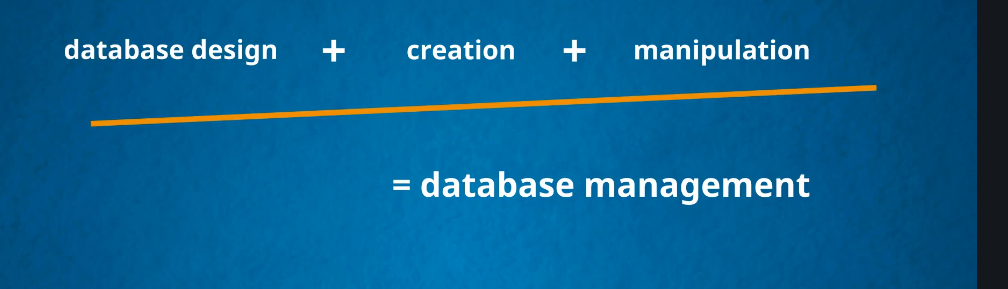 database design + creation + manipulation
= database management